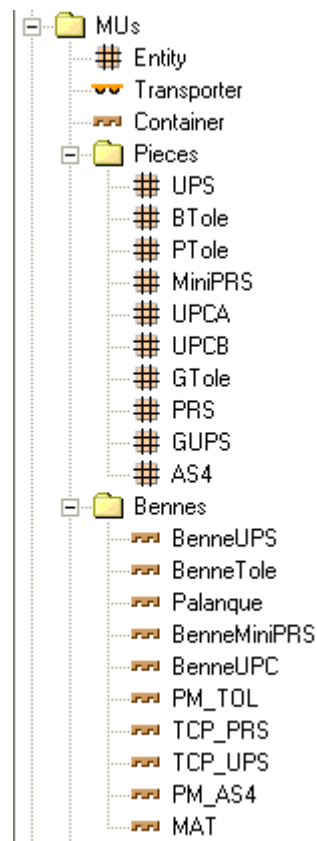 MUs
Entity
Transporter
Container
Pieces
UPS
BTole
PTole
MiniPRS
UPCA
UPCB
GTole
PRS
GUPS
AS4
Bennes
BenneUPS
BenneTole
Palanque
BenneMiniPRS
BenneUPC
PM_TOL
TCP_PRS
TCP_UPS
PM_AS4
MAT